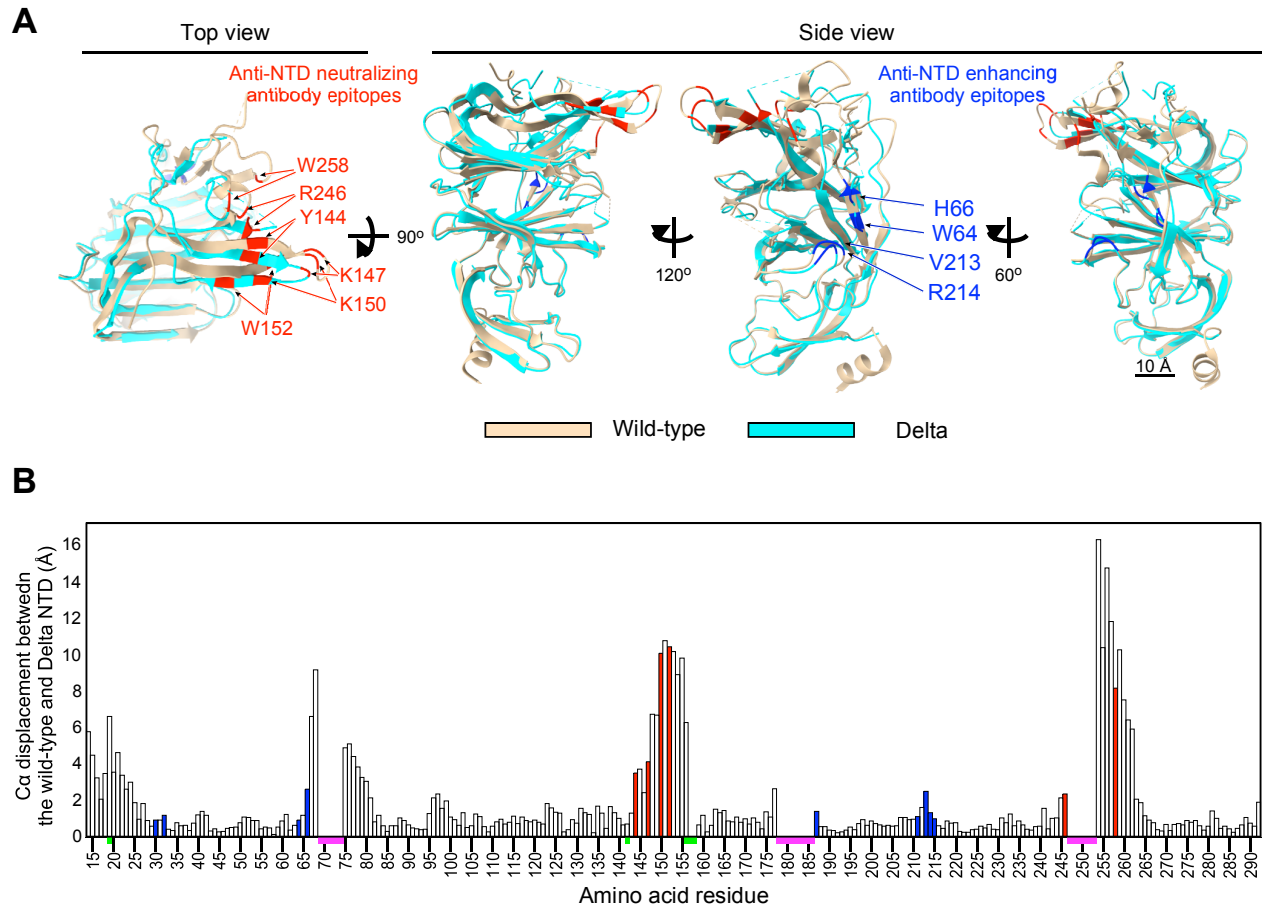 A
Top view
Side view
Anti-NTD neutralizing
antibody epitopes
Anti-NTD enhancing
antibody epitopes
W258
R246
Y144
K147
K150
W152
90º
120º
H66
W64
V213
R214
60º
10 Å
Wild-type
Delta
B
Cα displacement betwedn
the wild-type and Delta NTD (Å)
16
14
12
10
8
6
4
2
0
15 20 25 30 35 40 45 50 55 60 65 70 75 80 85 90 95 100 105 110 115 120 125 130 135 140 145 150 155 160 165 170 175 180 185 190 195 200 205 210 215 220 225 230 235 240 245 250 255 260 265 270 275 280 285 290
Amino acid residue